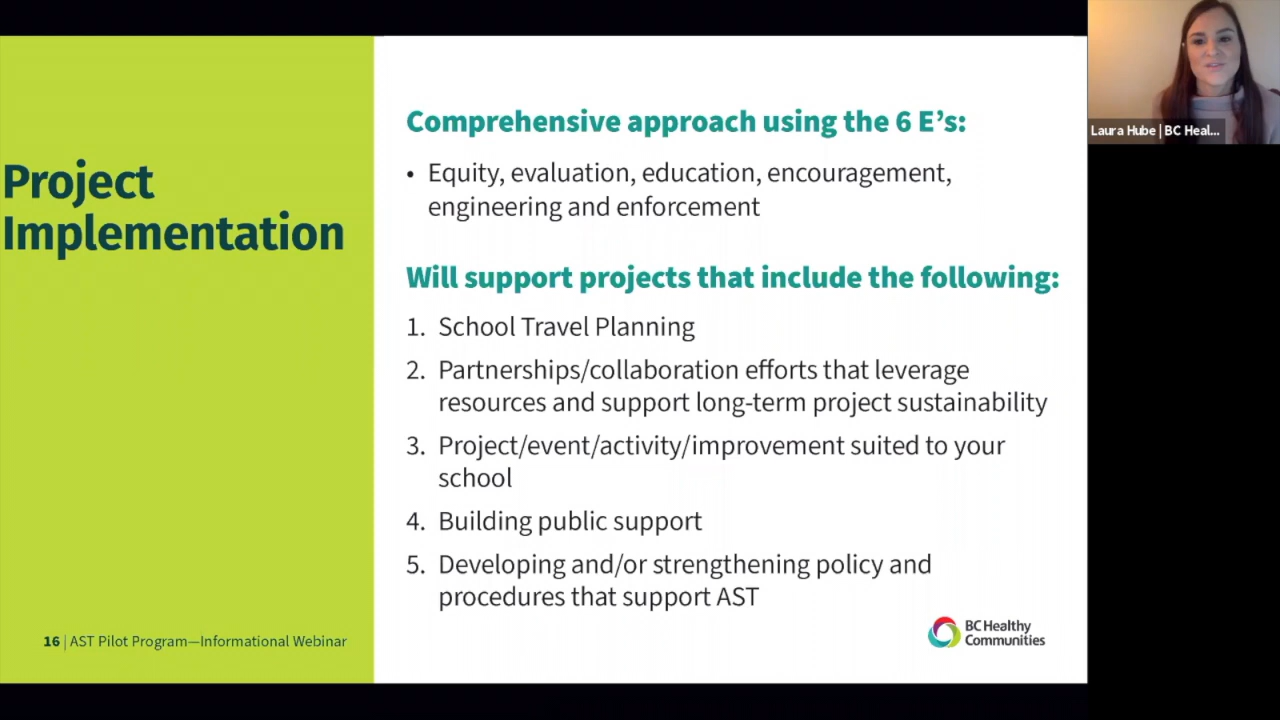 Project
Implementation
Comprehensive approach using the 6 E’s:
• Equity, evaluation, education, encouragement,
engineering and enforcement
Will support projects that include the following:
1. School Travel Planning
2. Partnerships/collaboration efforts that leverage
resources and support long-term project sustainability
3. Project/event/activity/improvement suited to your
school
4. Building public support
5. Developing and/or strengthening policy and
procedures that support AST
16 | AST Pilot Program—Informational Webinar
BC Healthy
Communities
Laura Hube | BC Heal...